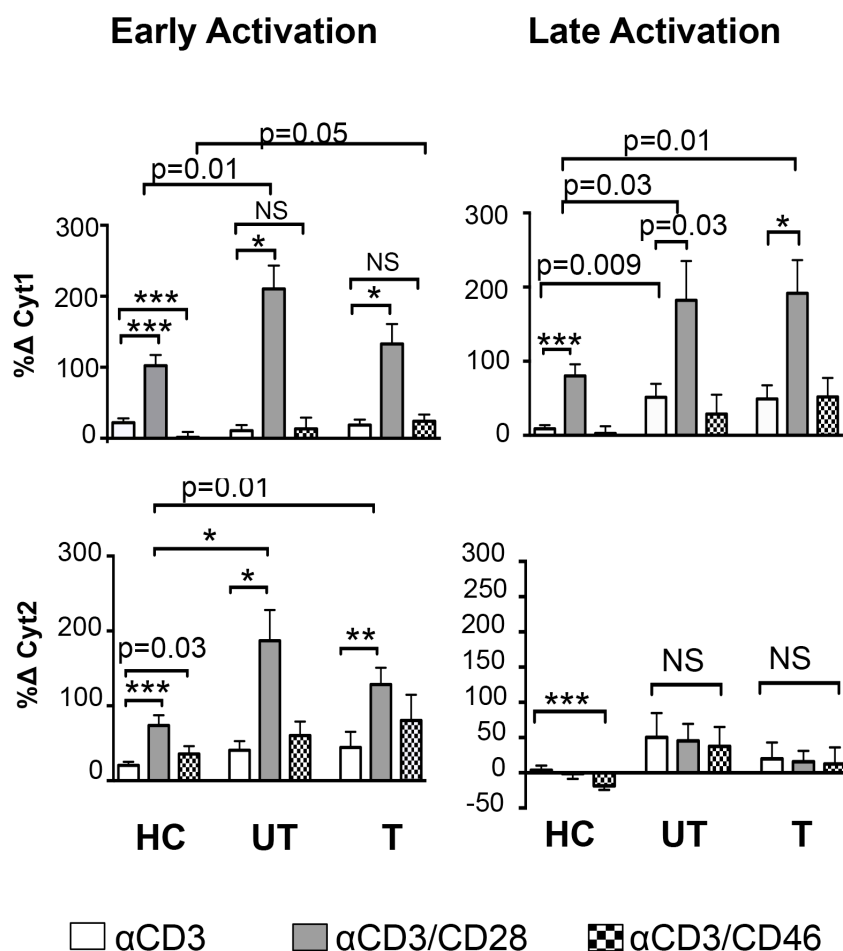 Early Activation
Late Activation
p=0.05
p=0.01
NS
*
NS
*
***
***
300
200
100
0
%Δ Cyt1
p=0.01
p=0.03
p=0.03
*
p=0.009
***
300
200
100
0
p=0.01
*
*
**
p=0.03
***
300
200
100
0
%Δ Cyt2
HC
UT
T
NS
NS
***
300
250
200
150
100
50
0
-50
HC
UT
T
αCD3
αCD3/CD28
αCD3/CD46